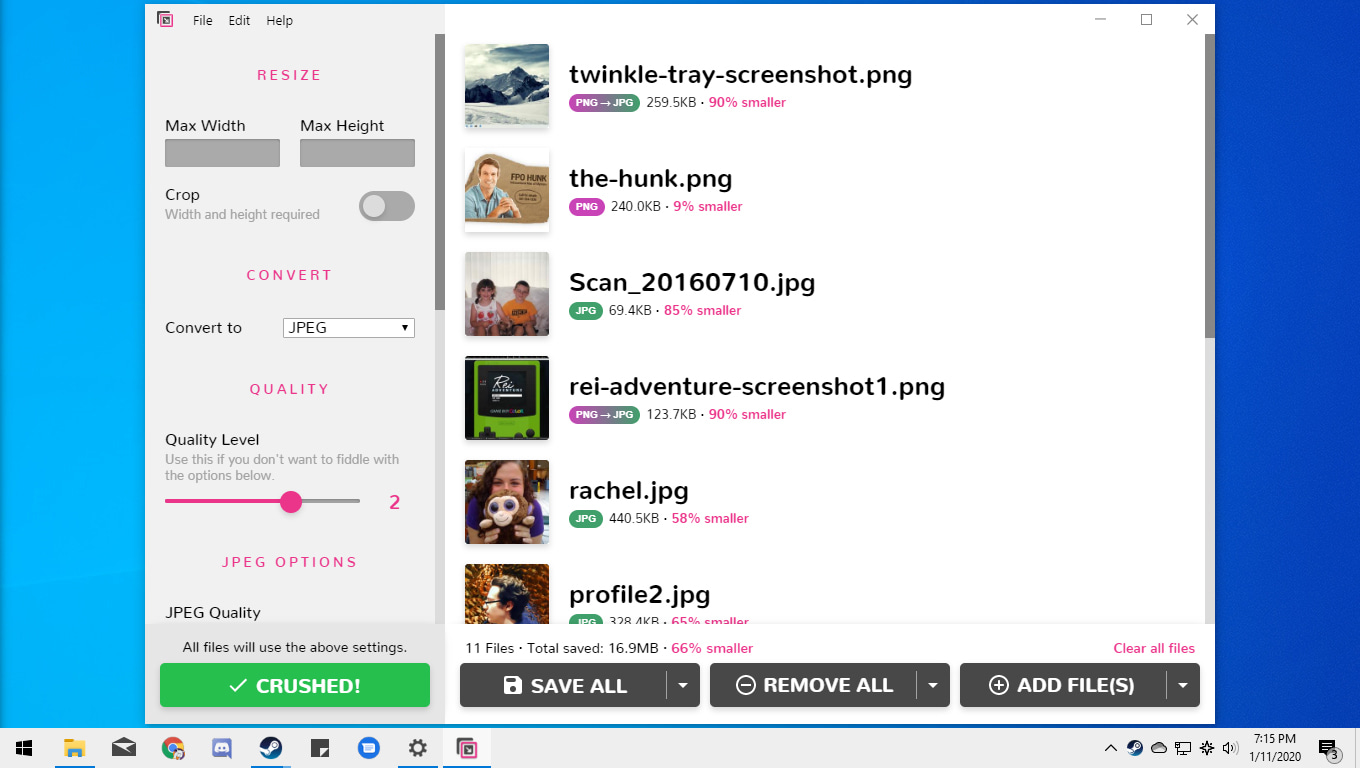 File Edit Help
RESIZE
Max Width Max Height
Crop
Width and height required
CONVERT
Convert to JPEG
QUALITY
Quality Level
Use this if you don't want to fiddle with
the options below.
2
JPEG OPTIONS
JPEG Quality
All files will use the above settings.
CRUSHED!
twinkle-tray-screenshot.png
PNG→JPG 259.5KB · 90% smaller
FPO HUNK
the-hunk.png
PNG 240.0KB · 9% smaller
Scan_20160710.jpg
JPG 69.4KB · 85% smaller
Rei
ADVENTURE
rei-adventure-screenshot1.png
PNG→JPG 123.7KB · 90% smaller
rachel.jpg
JPG 440.5KB · 58% smaller
profile2.jpg
JPG 328.4KB · 65% smaller
11 Files · Total saved: 16.9MB · 66% smaller
Clear all files
SAVE ALL
REMOVE ALL
ADD FILE(S)
7:15 PM
1/11/2020
3